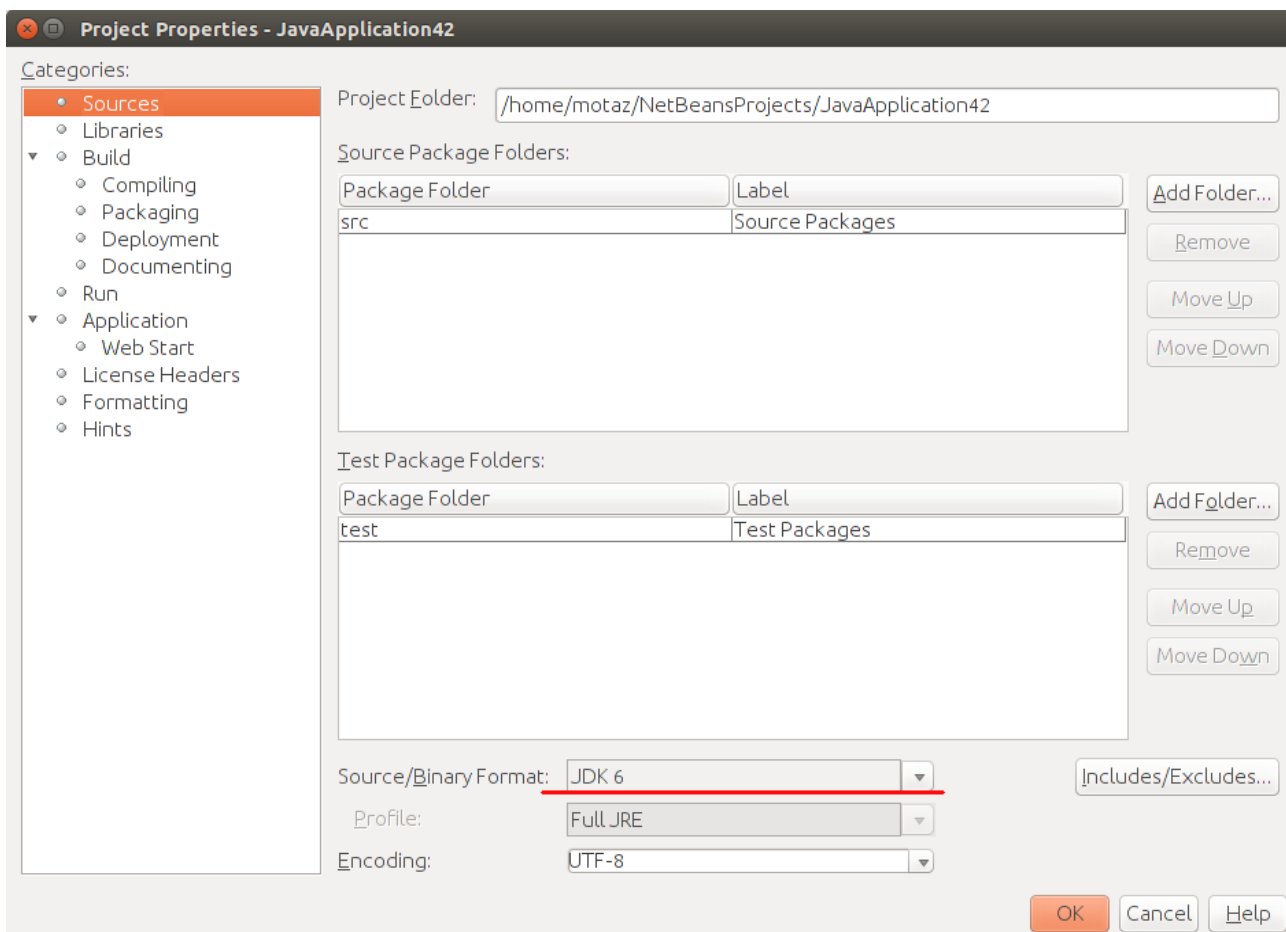 Project Properties - JavaApplication42
Categories:
Sources
Libraries
Build
Compiling
Packaging
Deployment
Documenting
Run
Application
Web Start
License Headers
Formatting
Hints
Project Folder: /home/motaz/NetBeansProjects/JavaApplication42
Source Package Folders:
Package Folder Label
src Source Packages
Add Folder...
Remove
Move Up
Move Down
Test Package Folders:
Package Folder Label
test Test Packages
Add Folder...
Remove
Move Up
Move Down
Source/Binary Format: JDK 6 Includes/Excludes...
Profile: Full JRE
Encoding: UTF-8
OK Cancel Help